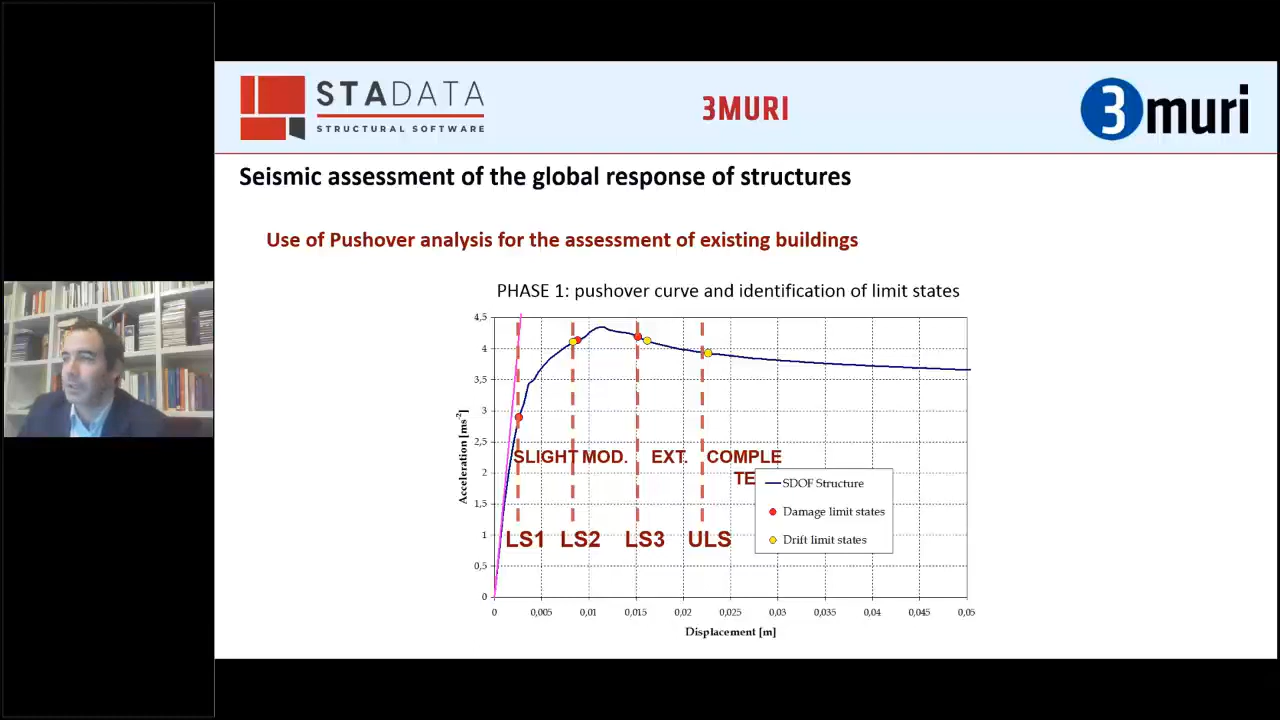 STADATA
STRUCTURAL SOFTWARE
3MURI
3muri
Seismic assessment of the global response of structures
Use of Pushover analysis for the assessment of existing buildings
PHASE 1: pushover curve and identification of limit states
4,5
4
3,5
3
2,5
2
1,5
1
0,5
0
Acceleration [ms-2]
SLIGHT MOD. EXT. COMPLE
TE
SDOF Structure
Damage limit states
Drift limit states
LS1 LS2 LS3 ULS
0 0,005 0,01 0,015 0,02 0,025 0,03 0,035 0,04 0,045 0,05
Displacement [m]